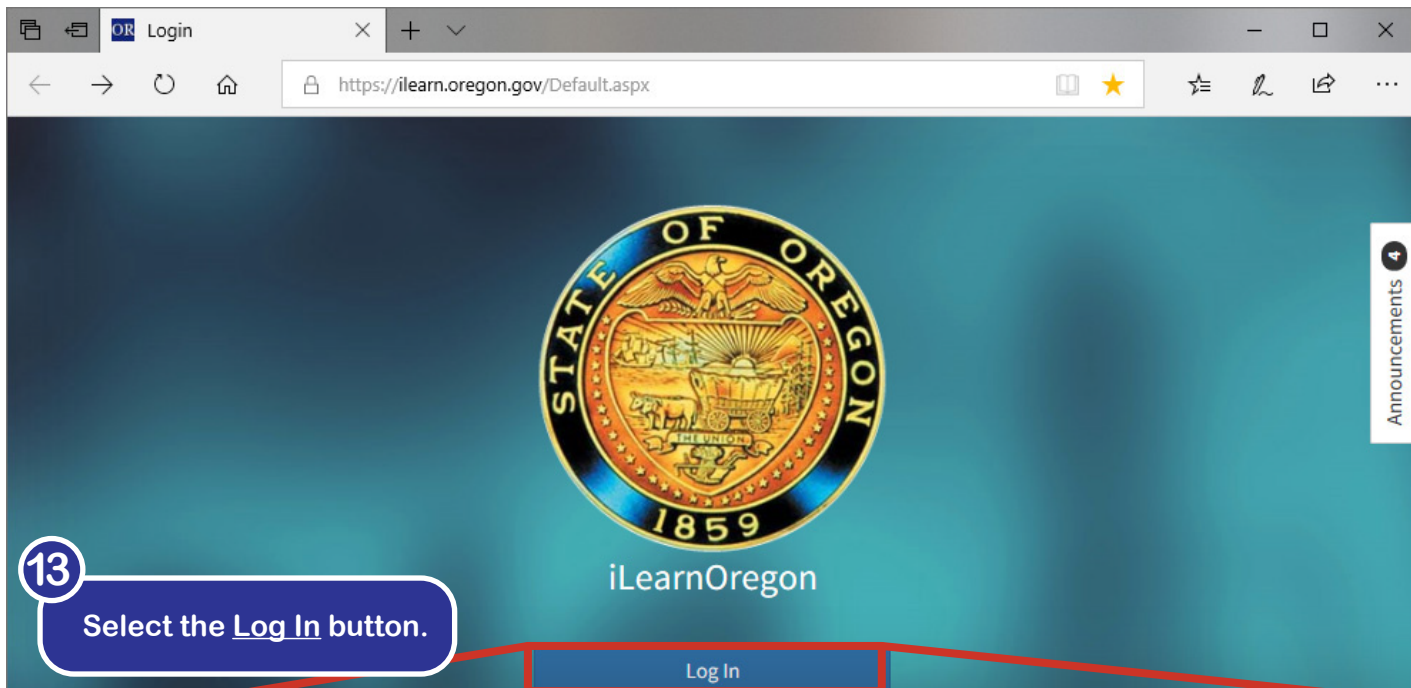 OR Login
https://ilearn.oregon.gov/Default.aspx
STATE OF OREGON
THE UNION
1859
Announcements 4
iLearnOregon
13
Select the Log In button.
Log In